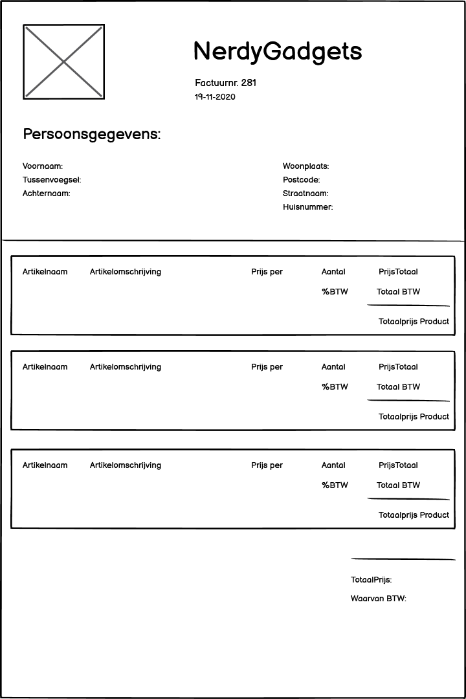 NerdyGadgets
Factuurnr. 281
19-11-2020
Persoonsgegevens:
Voornaam: Woonplaats:
Tussenvoegsel: Postcode:
Achternaam: Straatnaam:
Huisnummer:
Artikelnaam Artikelomschrijving Prijs per Aantal PrijsTotaal
%BTW Totaal BTW
Totaalprijs Product
Artikelnaam Artikelomschrijving Prijs per Aantal PrijsTotaal
%BTW Totaal BTW
Totaalprijs Product
Artikelnaam Artikelomschrijving Prijs per Aantal PrijsTotaal
%BTW Totaal BTW
Totaalprijs Product
TotaalPrijs:
Waarvan BTW: